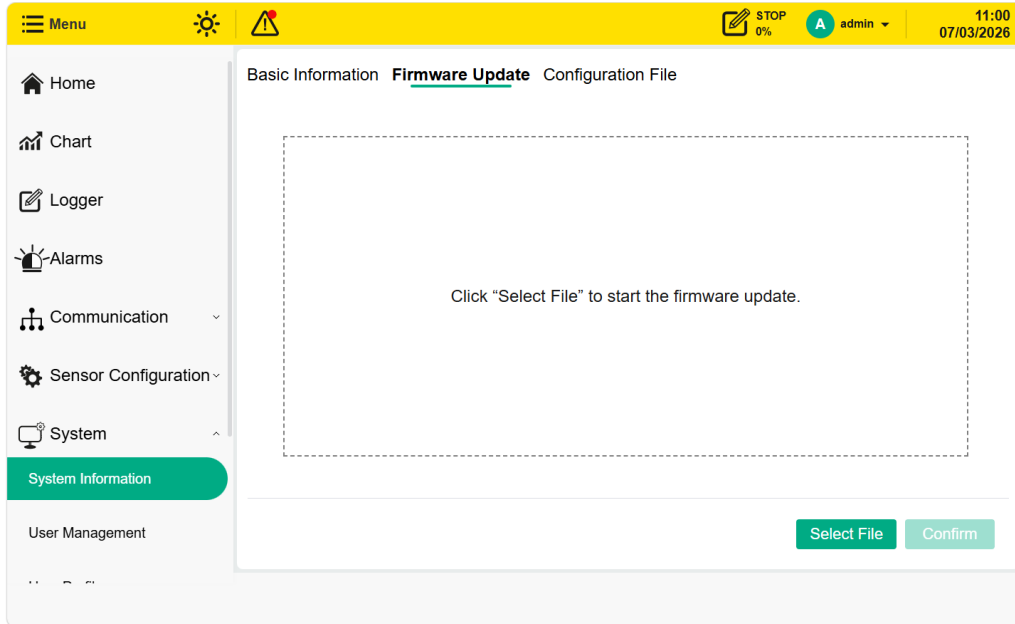 Menu
STOP
0%
A
admin
11:00
07/03/2026
Home
Chart
Logger
Alarms
Communication
Sensor Configuration
System
System Information
User Management
Basic Information Firmware Update Configuration File
Click “Select File” to start the firmware update.
Select File Confirm